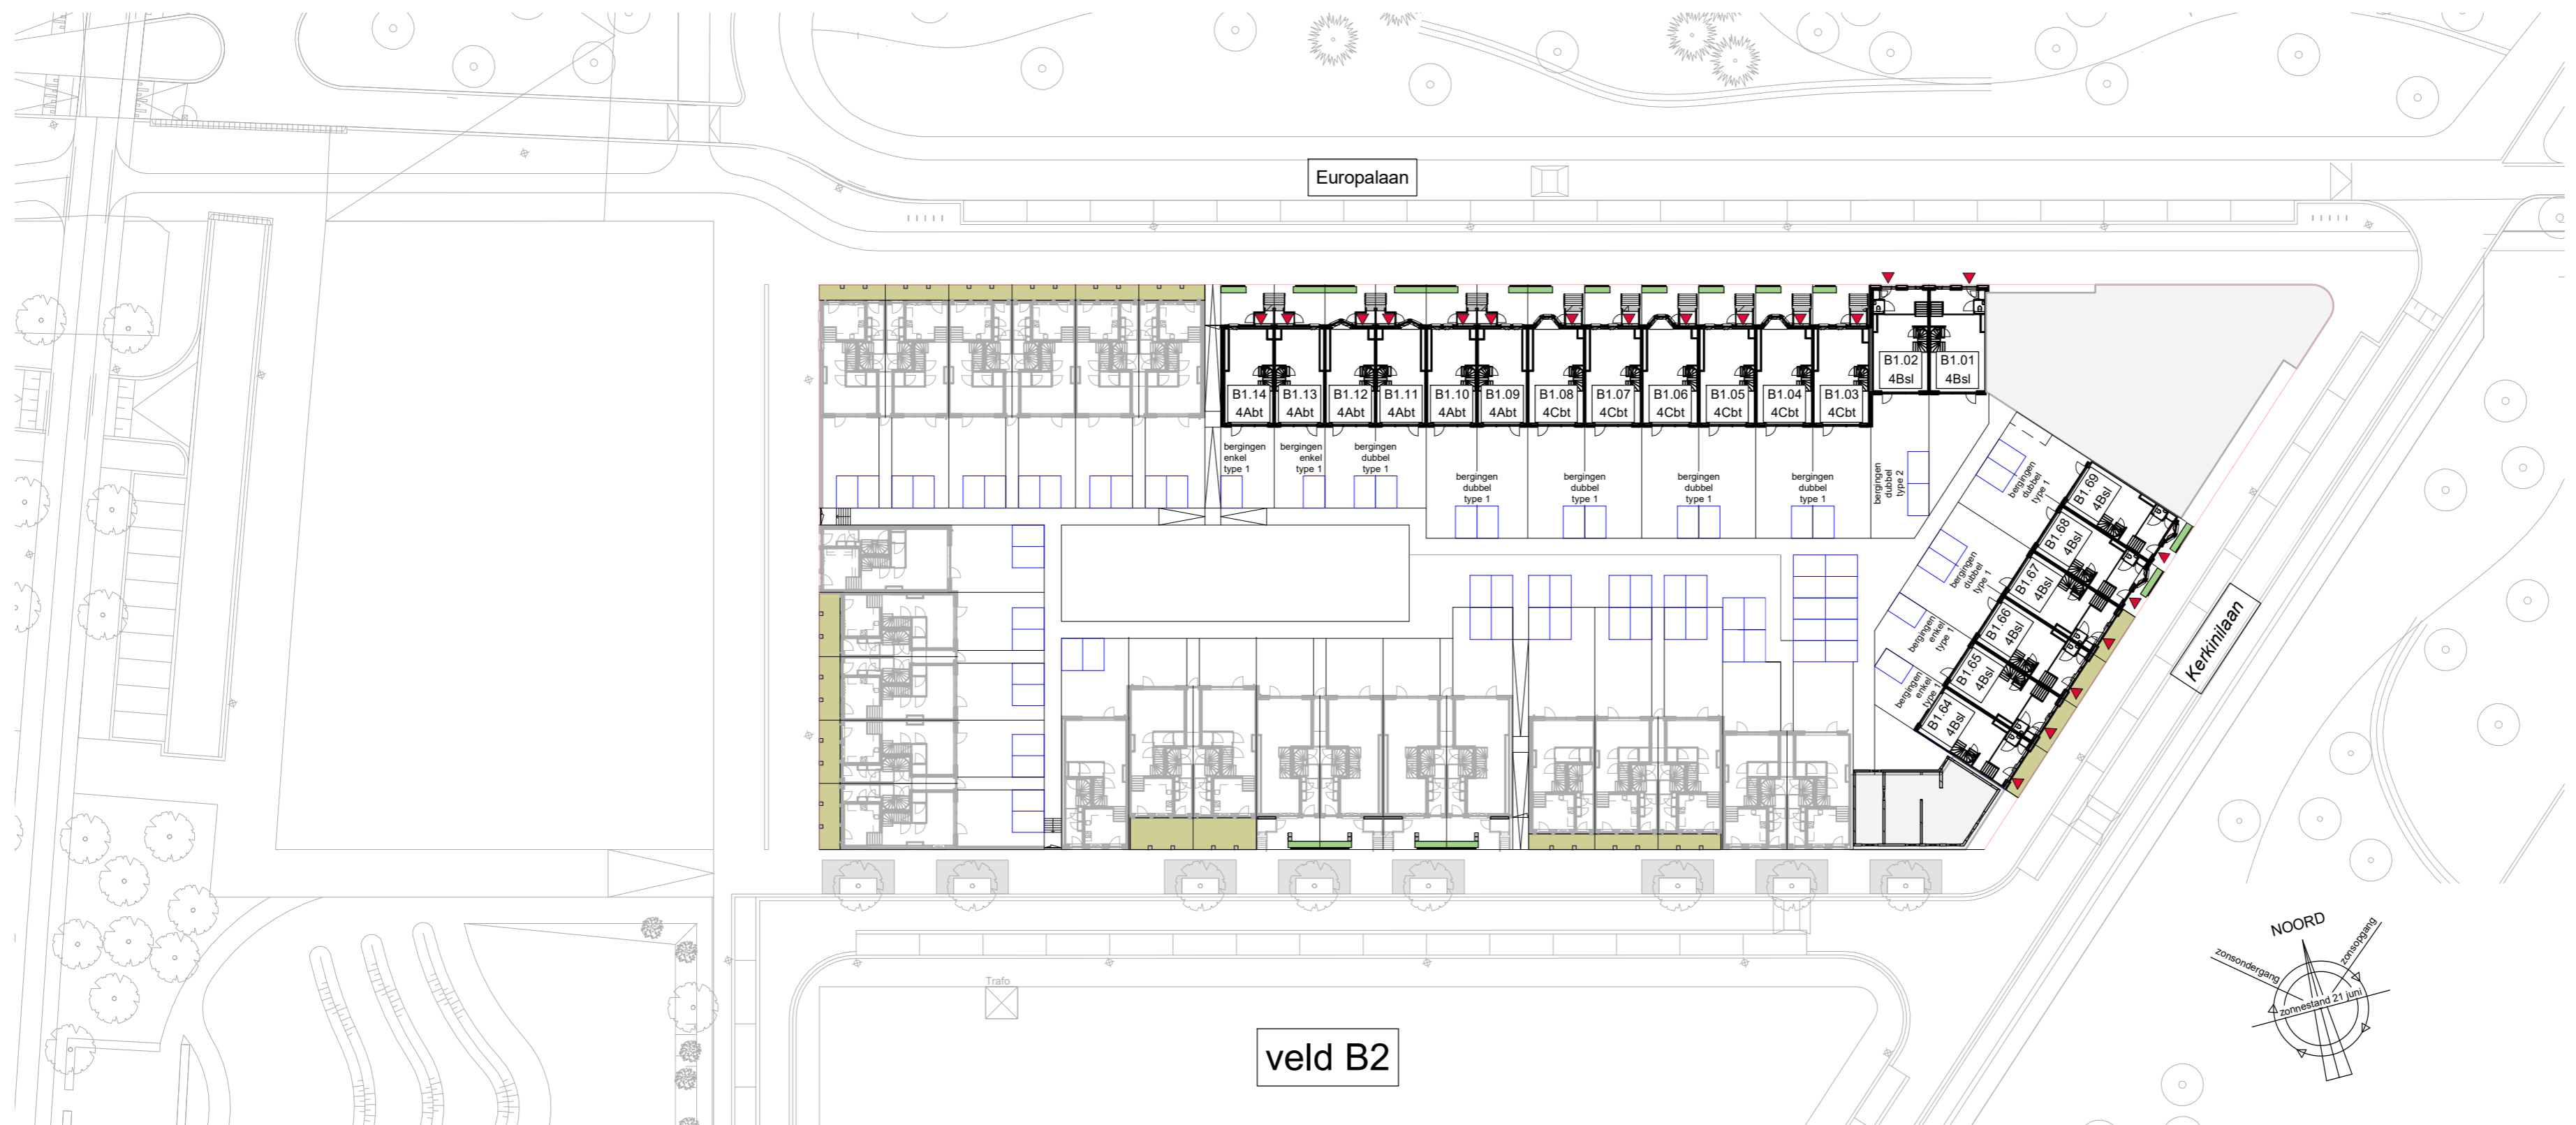 Europalaan
B1.02
4Bsl
B1.01
4Bsl
B1.14
4Abt
B1.13
4Abt
B1.12
4Abt
B1.11
4Abt
B1.10
4Abt
B1.09
4Abt
B1.08
4Cbt
B1.07
4Cbt
B1.06
4Cbt
B1.05
4Cbt
B1.04
4Cbt
B1.03
4Cbt
bergingen
enkel
type 1
bergingen
enkel
type 1
bergingen
dubbel
type 1
bergingen
dubbel
type 1
bergingen
dubbel
type 1
bergingen
dubbel
type 1
bergingen
dubbel
type 1
bergingen
dubbel
type 2
bergingen
dubbel
type 1
B1.69
4Bsl
B1.68
4Bsl
bergingen
dubbel
type 1
B1.67
4Bsl
bergingen
enkel
type 1
B1.66
4Bsl
B1.65
4Bsl
bergingen
enkel
type 1
B1.64
4Bsl
Kerkinilaan
NOORD
zonsopgang
zonsondergang
zonnestand 21 juni
Trafo
veld B2